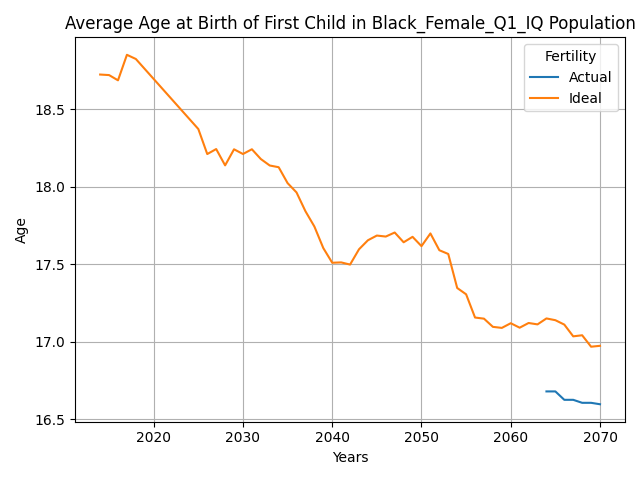 Average Age at Birth of First Child in Black_Female_Q1_IQ Population
Fertility
Actual
Ideal
Age
18.5
18.0
17.5
17.0
16.5
2020 2030 2040 2050 2060 2070
Years